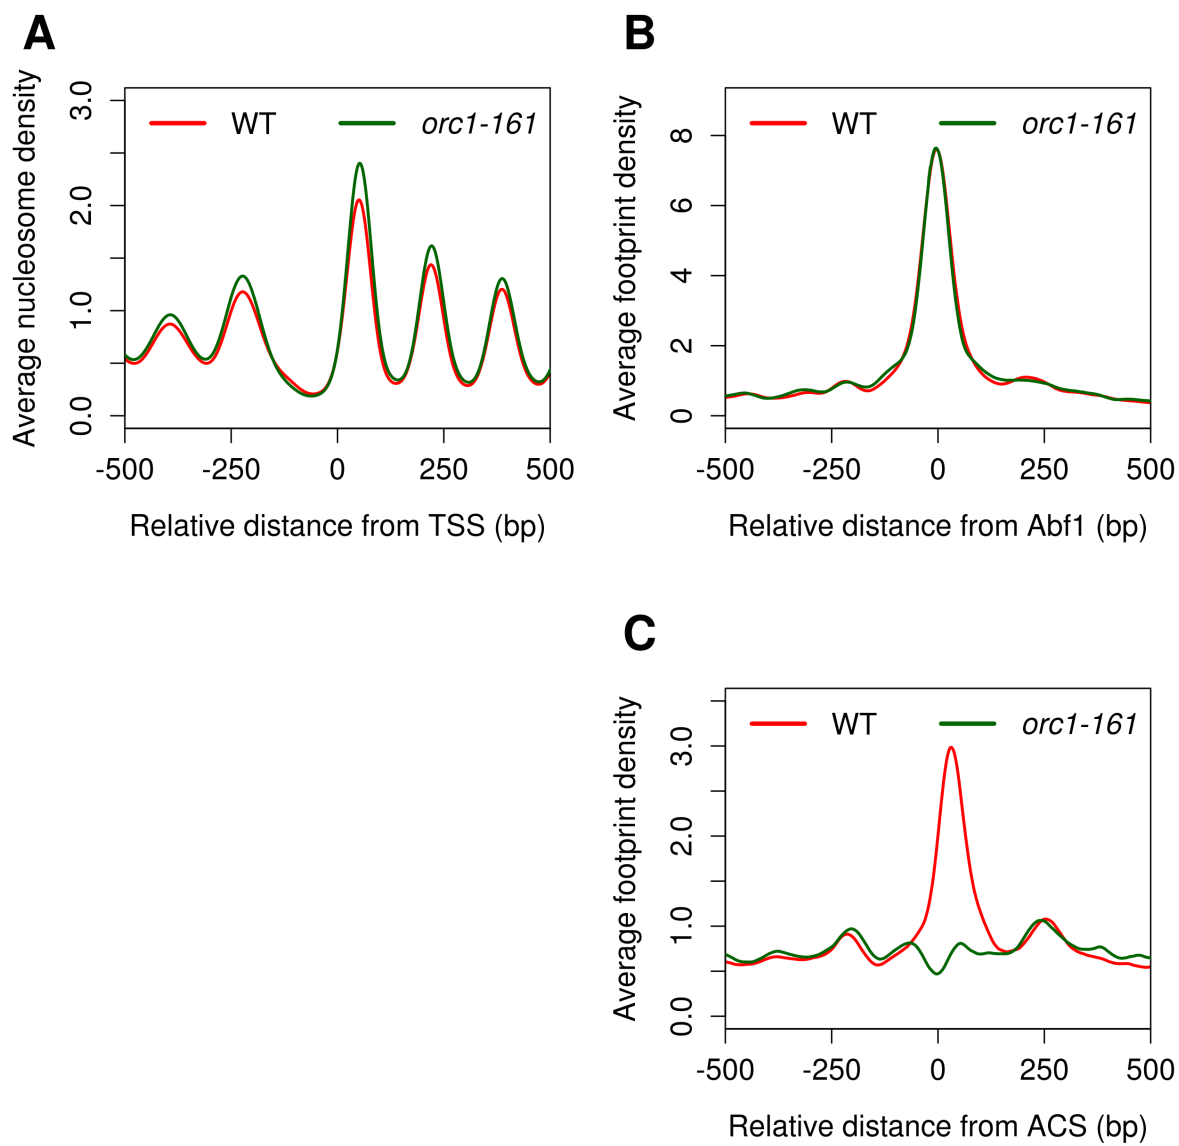 A
Average nucleosome density
3.0
2.0
1.0
0.0
WT
orc1-161
-500 -250 0 250 500
Relative distance from TSS (bp)
B
Average footprint density
8
6
4
2
0
WT
orc1-161
-500 -250 0 250 500
Relative distance from Abf1 (bp)
C
Average footprint density
3.0
2.0
1.0
0.0
WT
orc1-161
-500 -250 0 250 500
Relative distance from ACS (bp)